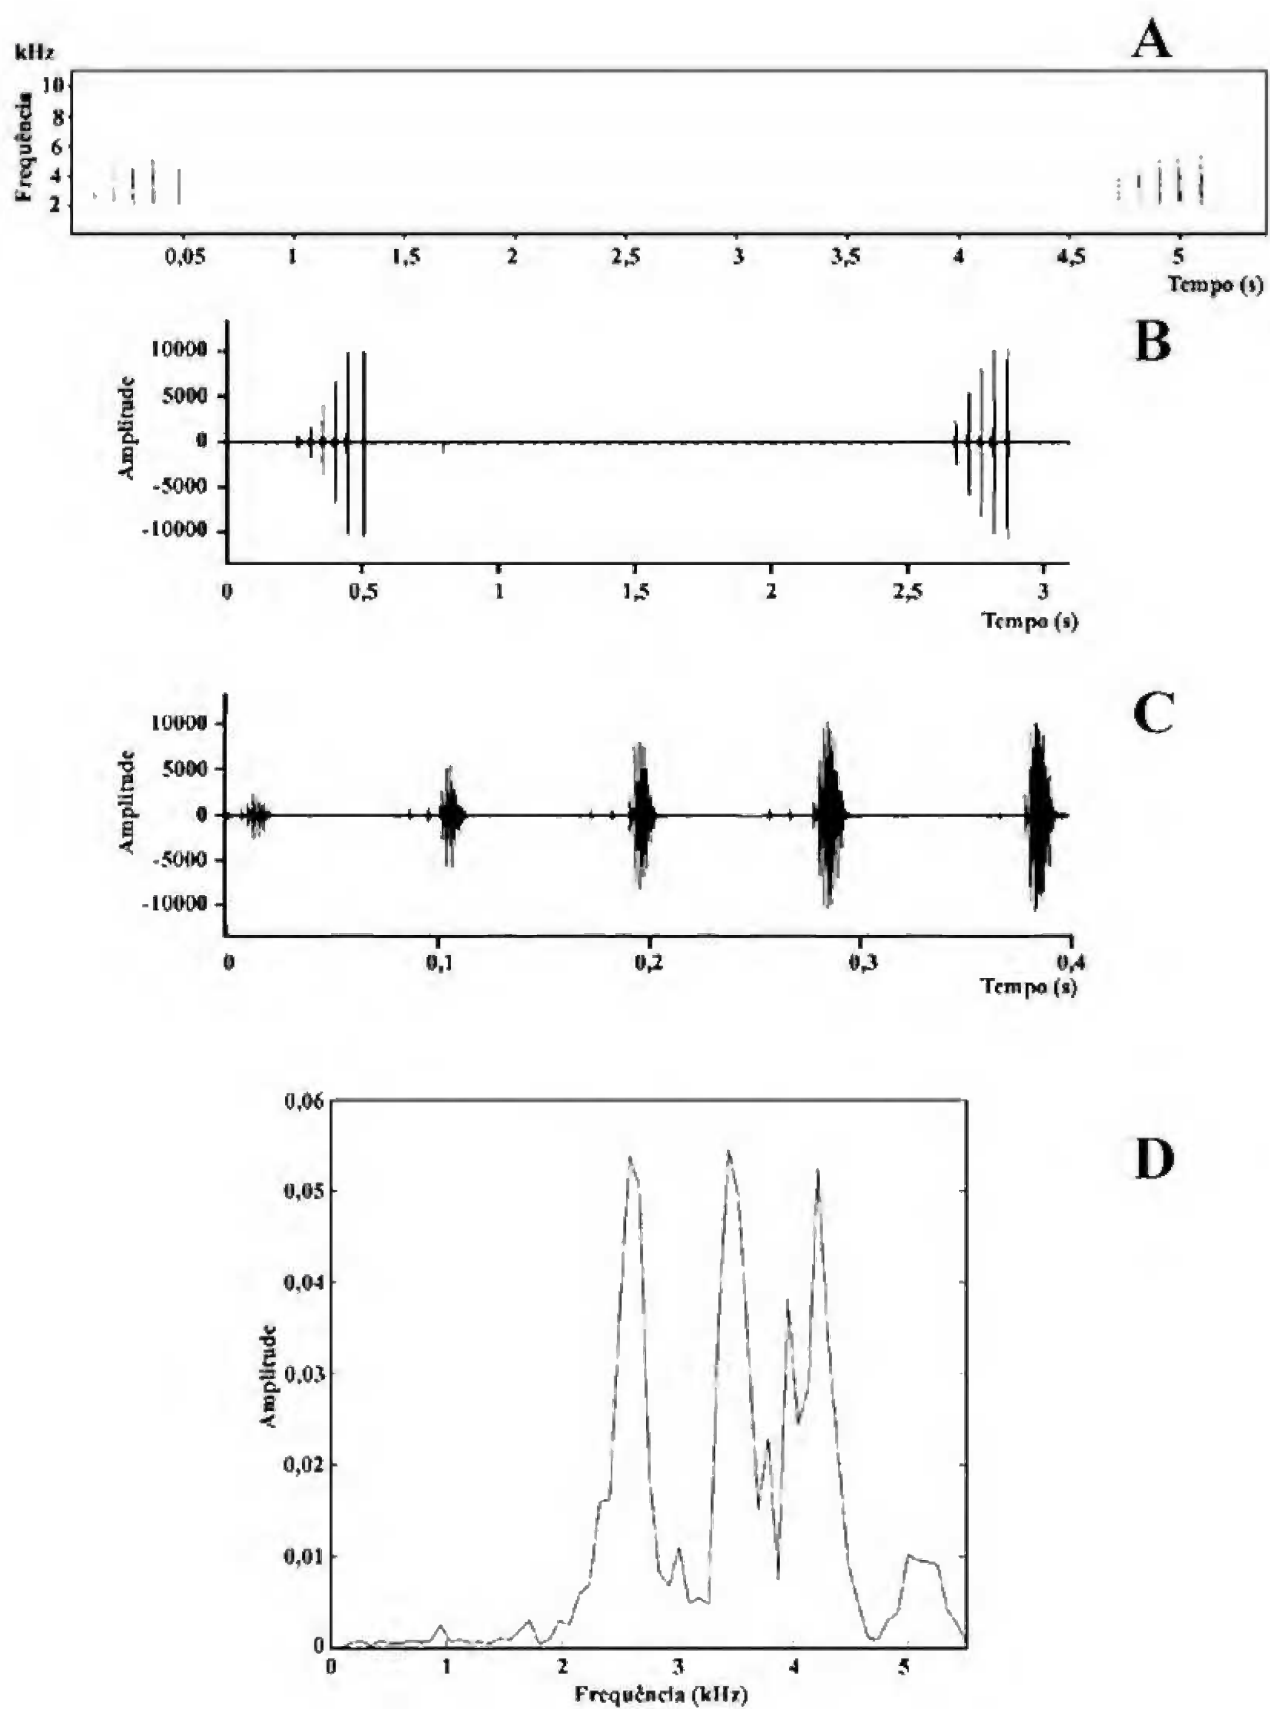 A
kHz
10
8
6
4
2
Frequência
0,05 1 1,5 2 2,5 3 3,5 4 4,5 5
Tempo (s)
B
10000
5000
0
-5000
-10000
Amplitude
0 0,5 1 1,5 2 2,5 3
Tempo (s)
C
10000
5000
0
-5000
-10000
Amplitude
0 0,1 0,2 0,3 0,4
Tempo (s)
D
0,06
0,05
0,04
0,03
0,02
0,01
0
Amplitude
0 1 2 3 4 5
Frequência (kHz)